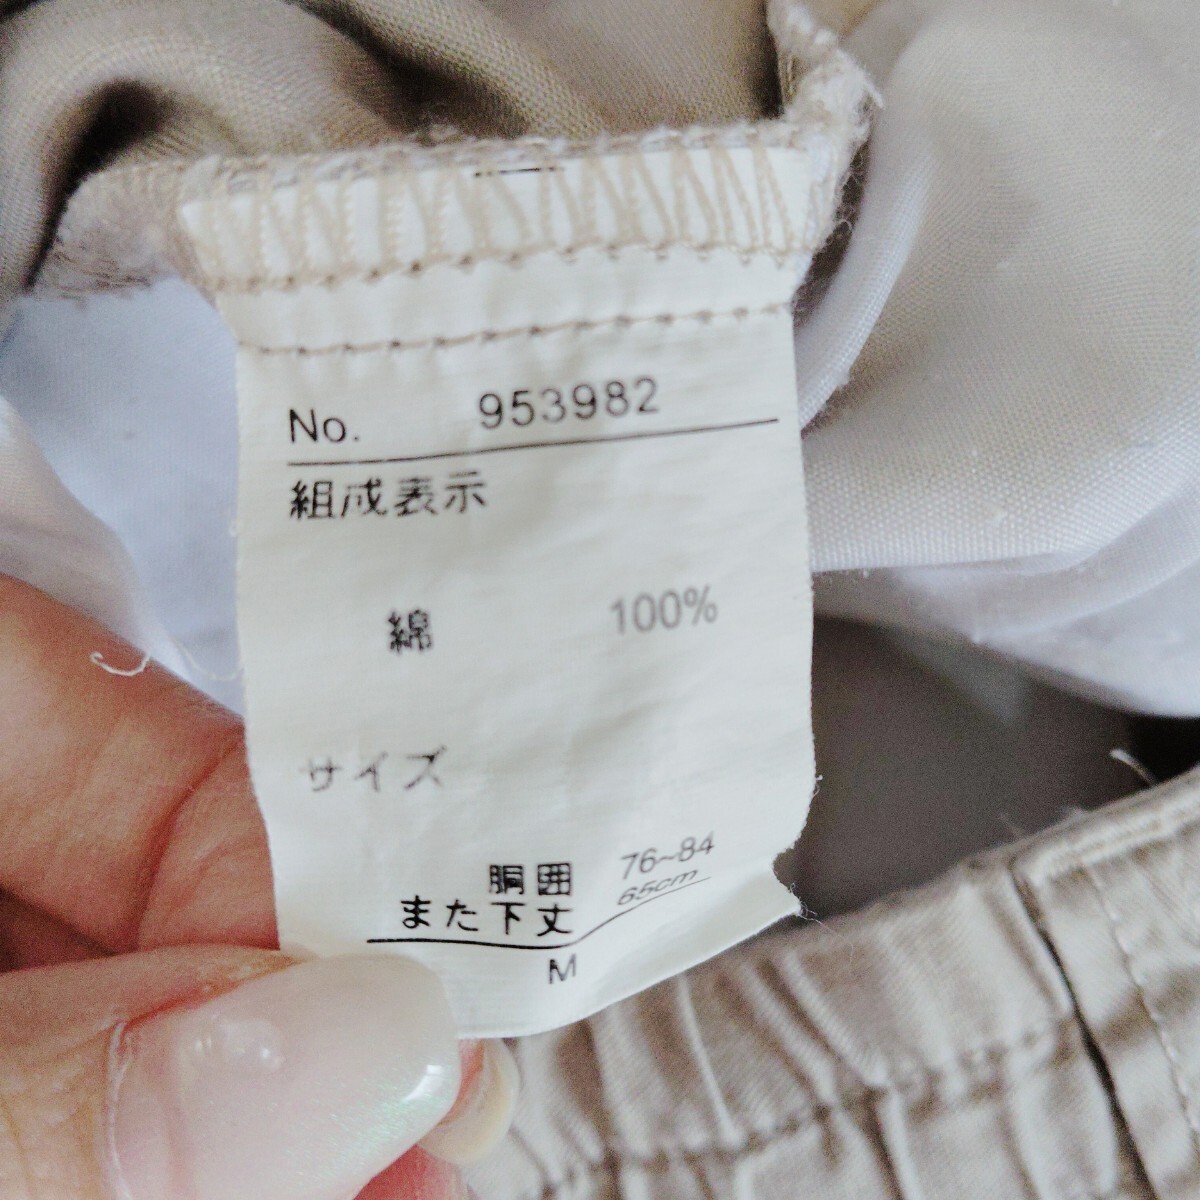 No. 953982
組成表示
綿 100%
サイズ
胴囲 76~84
また下丈 65cm
M